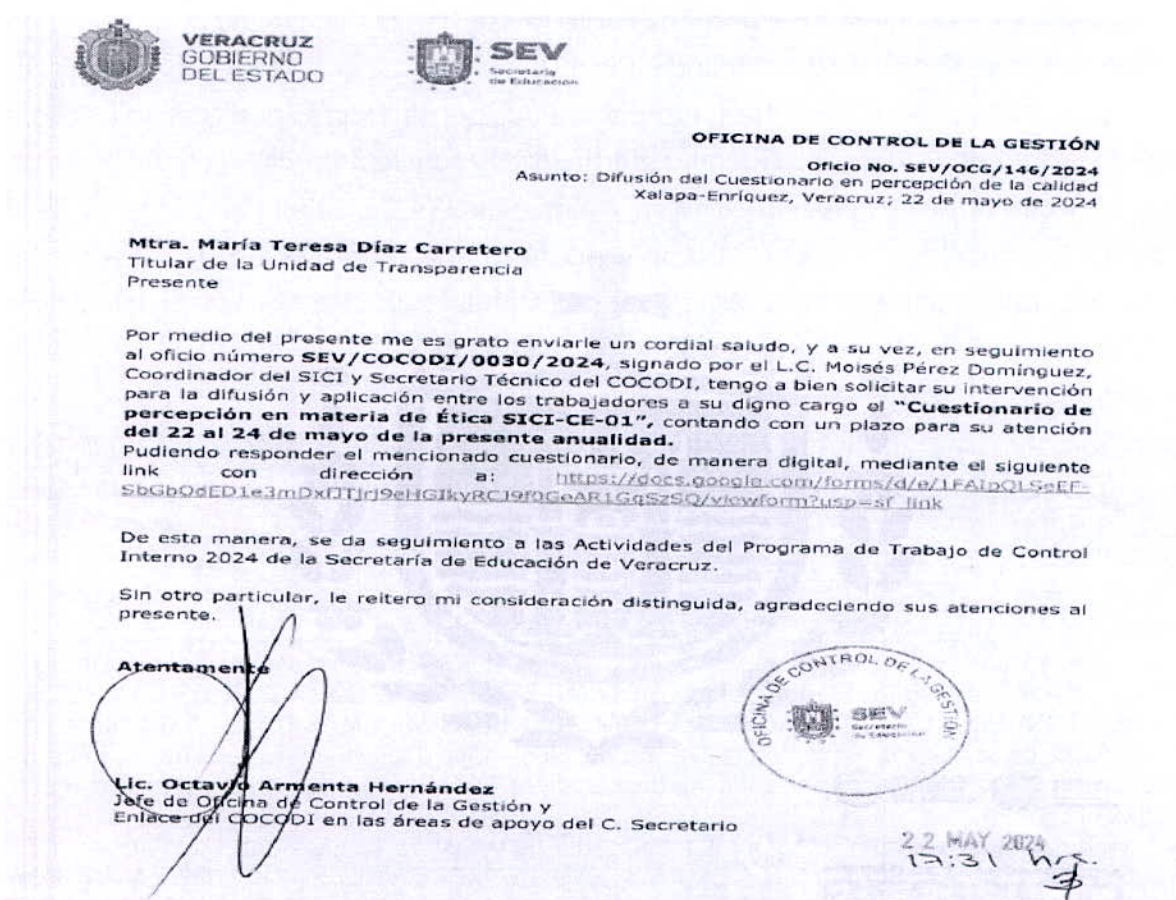 VERACRUZ
GOBIERNO
DEL ESTADO
SEV
Secretaría
de Educación
OFICINA DE CONTROL DE LA GESTIÓN
Oficio No. SEV/OCG/146/2024
Asunto: Difusión del Cuestionario en percepción de la calidad
Xalapa-Enríquez, Veracruz; 22 de mayo de 2024
Mtra. María Teresa Díaz Carretero
Titular de la Unidad de Transparencia
Presente
Por medio del presente me es grato enviarle un cordial saludo, y a su vez, en seguimiento
al oficio número SEV/COCODI/0030/2024, signado por el L.C. Moisés Pérez Domínguez,
Coordinador del SICI y Secretario Técnico del COCODI, tengo a bien solicitar su intervención
para la difusión y aplicación entre los trabajadores a su digno cargo el "Cuestionario de
percepción en materia de Ética SICI-CE-01", contando con un plazo para su atención
del 22 al 24 de mayo de la presente anualidad.
Pudiendo responder el mencionado cuestionario, de manera digital, mediante el siguiente
link con dirección a: https://docs.google.com/forms/d/e/
De esta manera, se da seguimiento a las Actividades del Programa de Trabajo de Control
Interno 2024 de la Secretaría de Educación de Veracruz.
Sin otro particular, le reitero mi consideración distinguida, agradeciendo sus atenciones al
presente.
Atentamente
OFICINA DE CONTROL DE LA GESTIÓN
SEV
Secretaría
de Educación
Lic. Octavio Armenta Hernández
Jefe de Oficina de Control de la Gestión y
Enlace del COCODI en las áreas de apoyo del C. Secretario
22 MAY 2024
17:31 hrs.